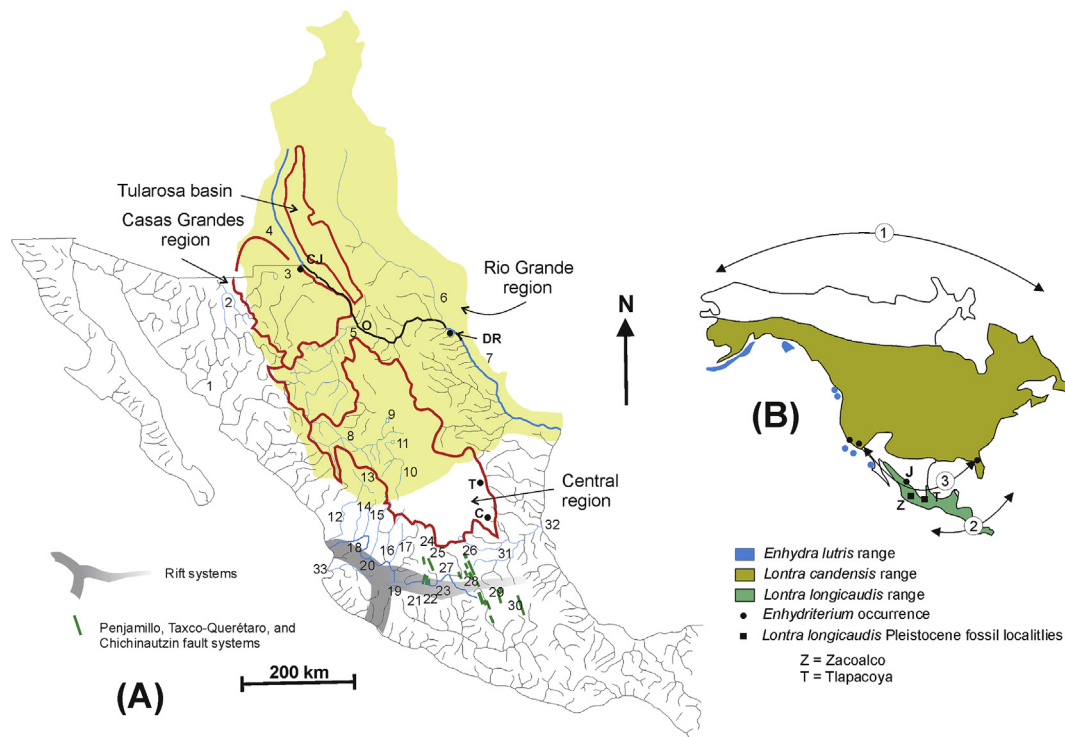 Tularosa basin
Casas Grandes
region
4
CJ
3
2
Rio Grande
region
6
O
5
DR
7
1
9
8
11
13
10
T
Central
region
C
14
15
12
32
18
16
17
24
25
26
31
33
20
27
28
19
21
22
23
29
30
Rift systems
Penjamillo, Taxco-Querétaro, and
Chichinautzin fault systems
200 km
(A)
N
1
(B)
J
3
Z
T
2
Enhydra lutris range
Lontra candensis range
Lontra longicaudis range
Enhydriterium occurrence
Lontra longicaudis Pleistocene fossil localitlies
Z = Zacoalco
T = Tlapacoya